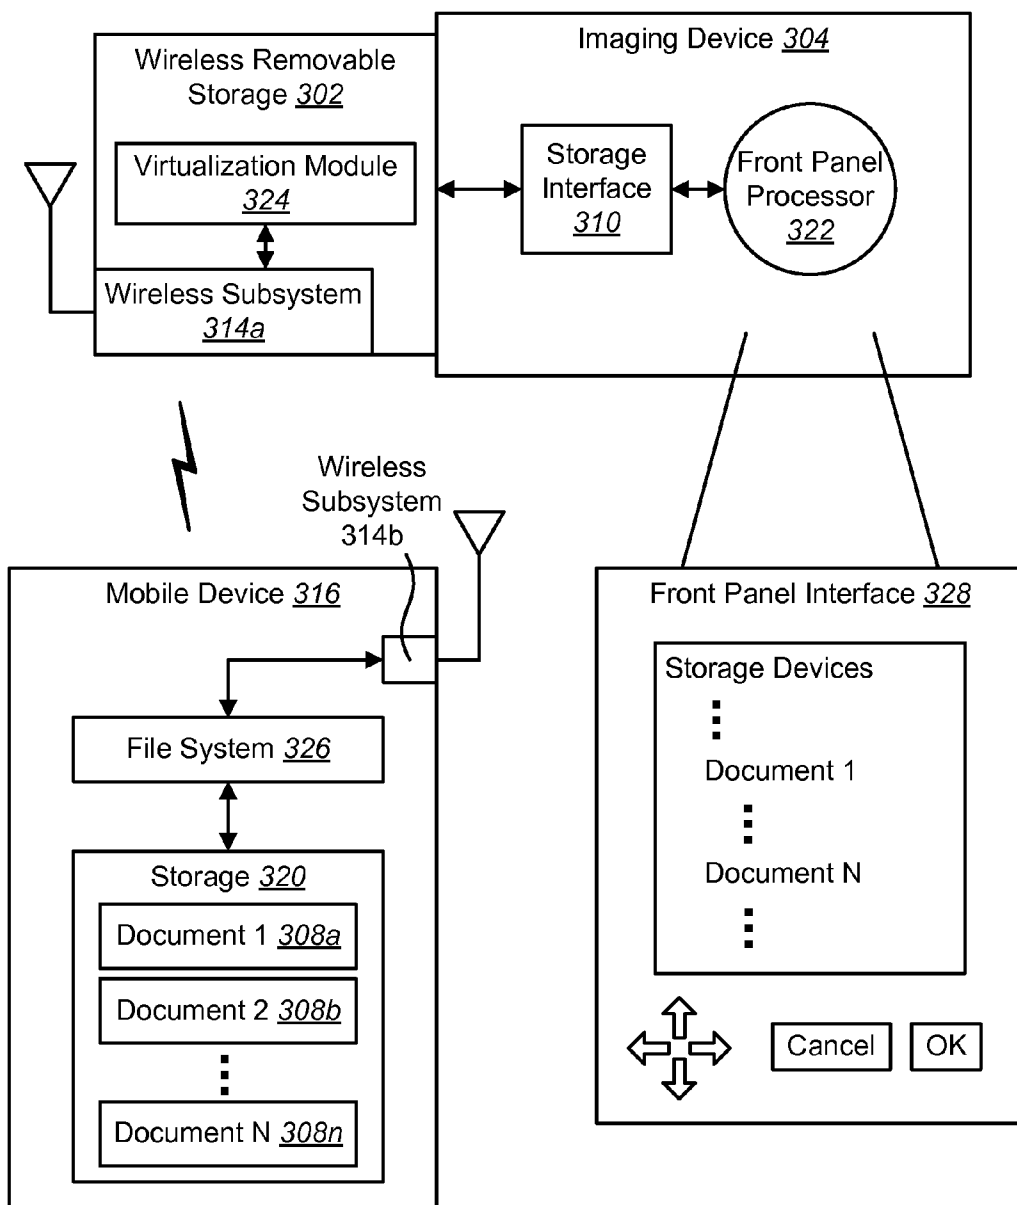 Wireless Removable
Storage 302
Virtualization Module
324
Wireless Subsystem
314a
Imaging Device 304
Storage
Interface
310
Front Panel
Processor
322
Wireless
Subsystem
314b
Mobile Device 316
File System 326
Storage 320
Document 1 308a
Document 2 308b
Document N 308n
Front Panel Interface 328
Storage Devices
Document 1
Document N
Cancel
OK